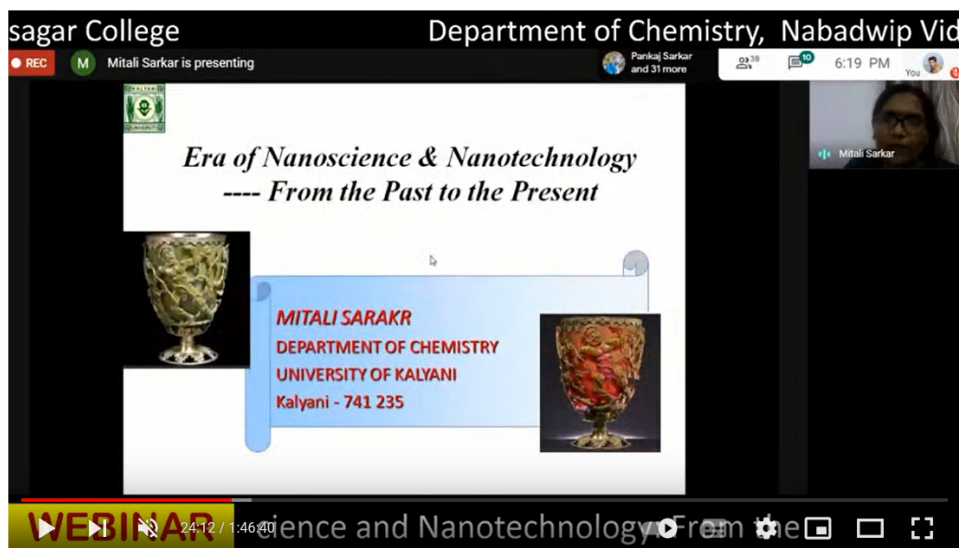 sagar College Department of Chemistry, Nabadwip Vid
REC M Mitali Sarkar is presenting
Pankaj Sarkar
and 31 more
38 10 6:19 PM You
KALYANI
UNIVERSITY
Mitali Sarkar
Era of Nanoscience & Nanotechnology
---- From the Past to the Present
MITALI SARAKR
DEPARTMENT OF CHEMISTRY
UNIVERSITY OF KALYANI
Kalyani - 741 235
WEBINAR 24:12 / 1:46:40 cience and Nanotechnology: From the